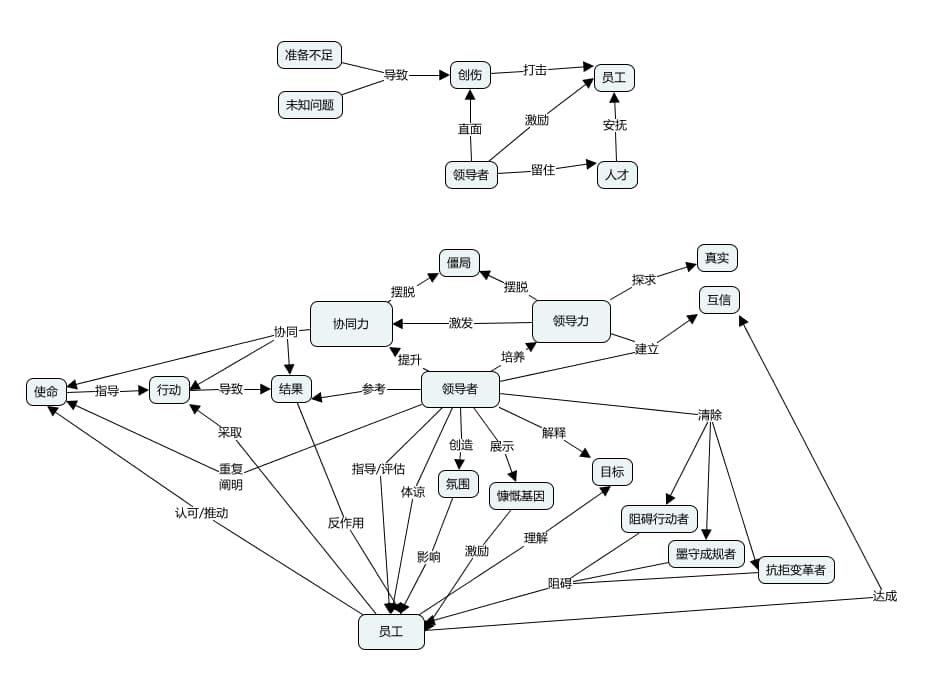 准备不足
导致
创伤
打击
员工
未知问题
激励
直面
安抚
领导者
留住
人才
僵局
真实
摆脱
摆脱
探求
互信
协同力
激发
领导力
协同
提升
培养
建立
使命
指导
行动
导致
结果
参考
领导者
清除
采取
创造
展示
解释
重复
阐明
指导/评估
体谅
氛围
慷慨基因
目标
认可/推动
反作用
理解
阻碍行动者
影响
激励
墨守成规者
阻碍
抗拒变革者
达成
员工